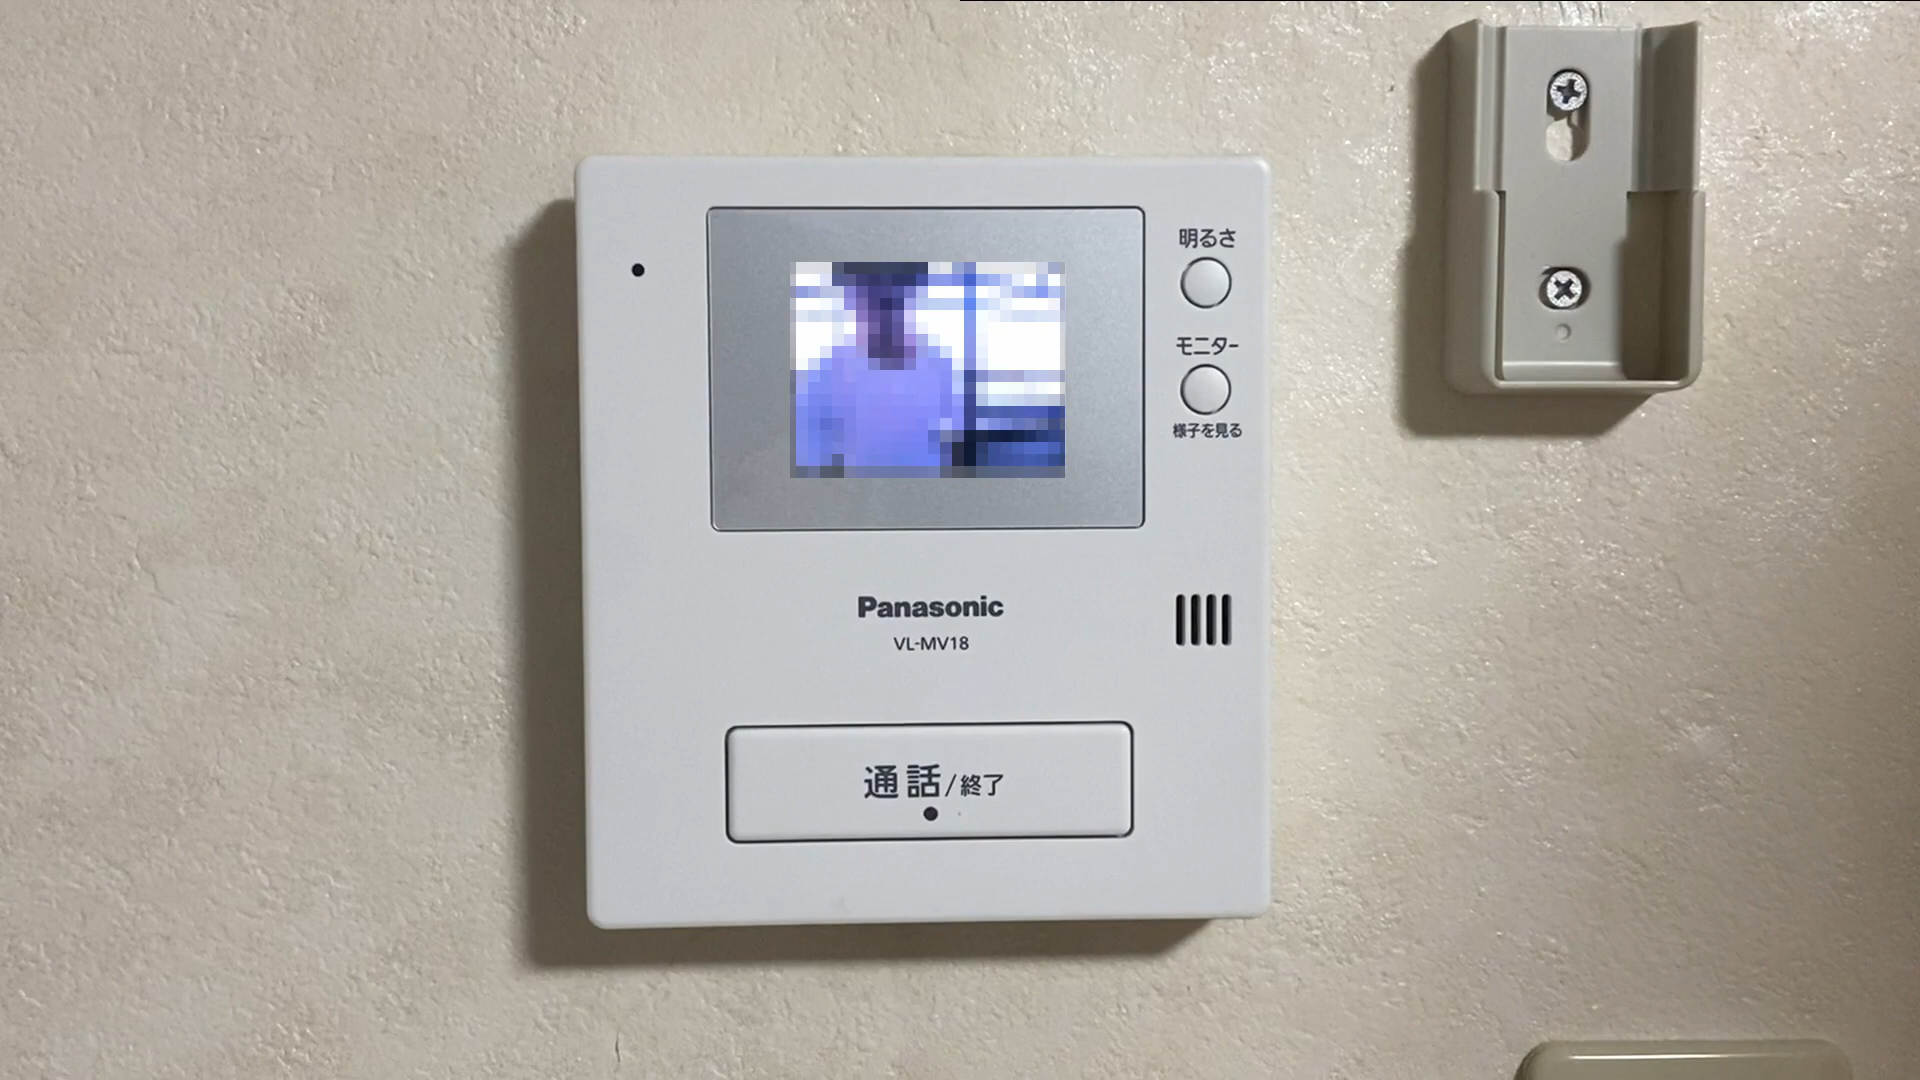 明るさ
モニター
様子を見る
Panasonic
VL-MV18
通話/終了